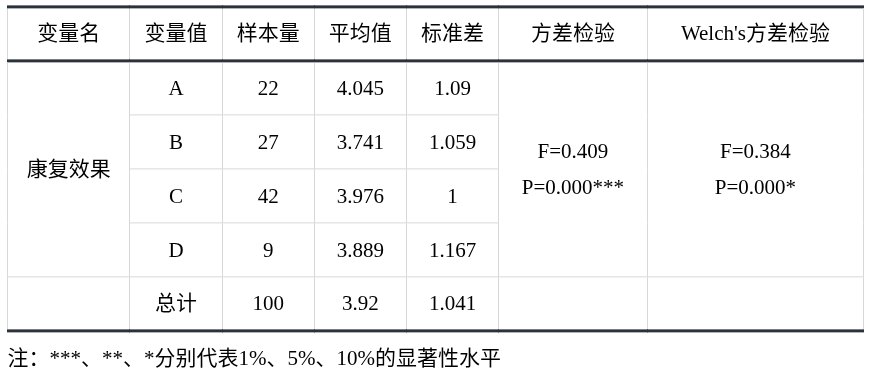 变量名 变量值 样本量 平均值 标准差 方差检验 Welch's方差检验
A 22 4.045 1.09
B 27 3.741 1.059
F=0.409 F=0.384
康复效果
P=0.000*** P=0.000*
C 42 3.976 1
D 9 3.889 1.167
总计 100 3.92 1.041
注：***、**、*分别代表1%、5%、10%的显著性水平